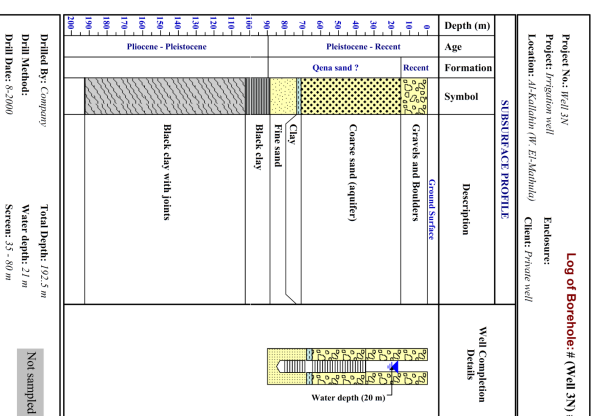 Log of Borehole: # (Well 3N)
Project No.: Well 3N
Project: Irrigation well
Enclosure:
Location: Al-Kallahin (W. El-Mathula)
Client: Private well
SUBSURFACE PROFILE
Depth (m)
Age
Formation
Symbol
Description
Well Completion
Details
0
10
20
30
40
50
60
70
80
90
100
110
120
130
140
150
160
170
180
190
200
Pleistocene - Recent
Pliocene - Pleistocene
Recent
Qena sand ?
Ground Surface
Gravels and Boulders
Coarse sand (aquifer)
Clay
Fine sand
Black clay
Black clay with joints
Water depth (20 m)
Drilled By: Company
Total Depth: 192.5 m
Drill Method:
Water depth: 21 m
Drill Date: 8-2000
Screen: 35 - 80 m
Not sampled